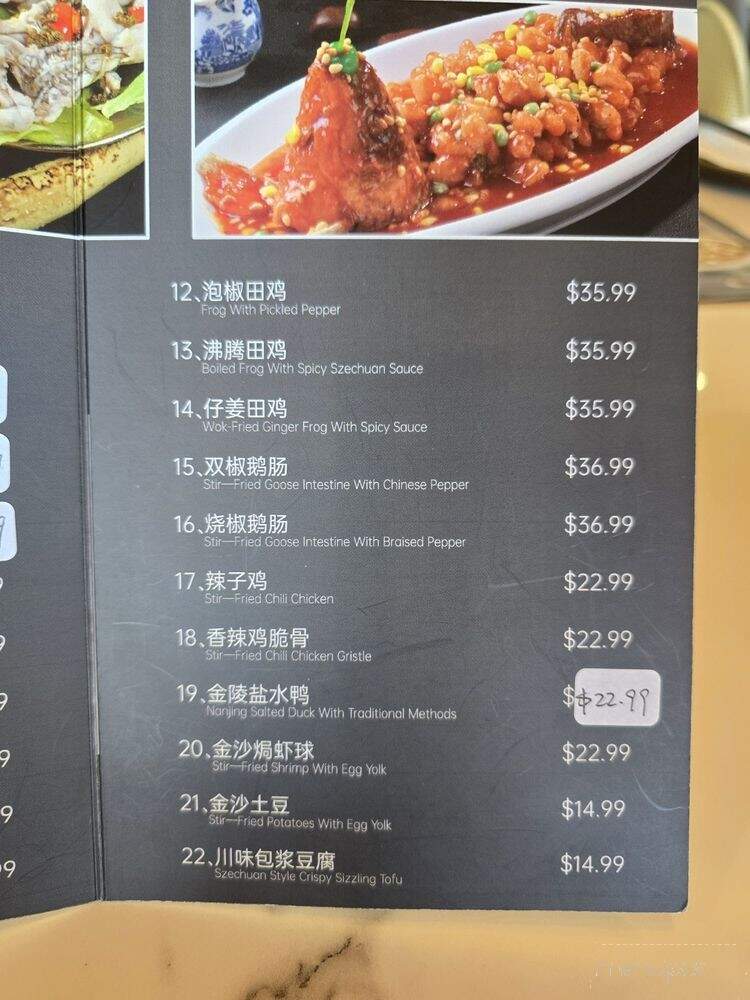 12、泡椒田鸡 $35.99
Frog With Pickled Pepper
13、沸腾田鸡 $35.99
Boiled Frog With Spicy Szechuan Sauce
14、仔姜田鸡 $35.99
Wok-Fried Ginger Frog With Spicy Sauce
15、双椒鹅肠 $36.99
Stir—Fried Goose Intestine With Chinese Pepper
16、烧椒鹅肠 $36.99
Stir—Fried Goose Intestine With Braised Pepper
17、辣子鸡 $22.99
Stir—Fried Chili Chicken
18、香辣鸡脆骨 $22.99
Stir—Fried Chili Chicken Gristle
19、金陵盐水鸭 $22.99
Nanjing Salted Duck With Traditional Methods
20、金沙焗虾球 $22.99
Stir—Fried Shrimp With Egg Yolk
21、金沙土豆 $14.99
Stir—Fried Potatoes With Egg Yolk
22、川味包浆豆腐 $14.99
Szechuan Style Crispy Sizzling Tofu